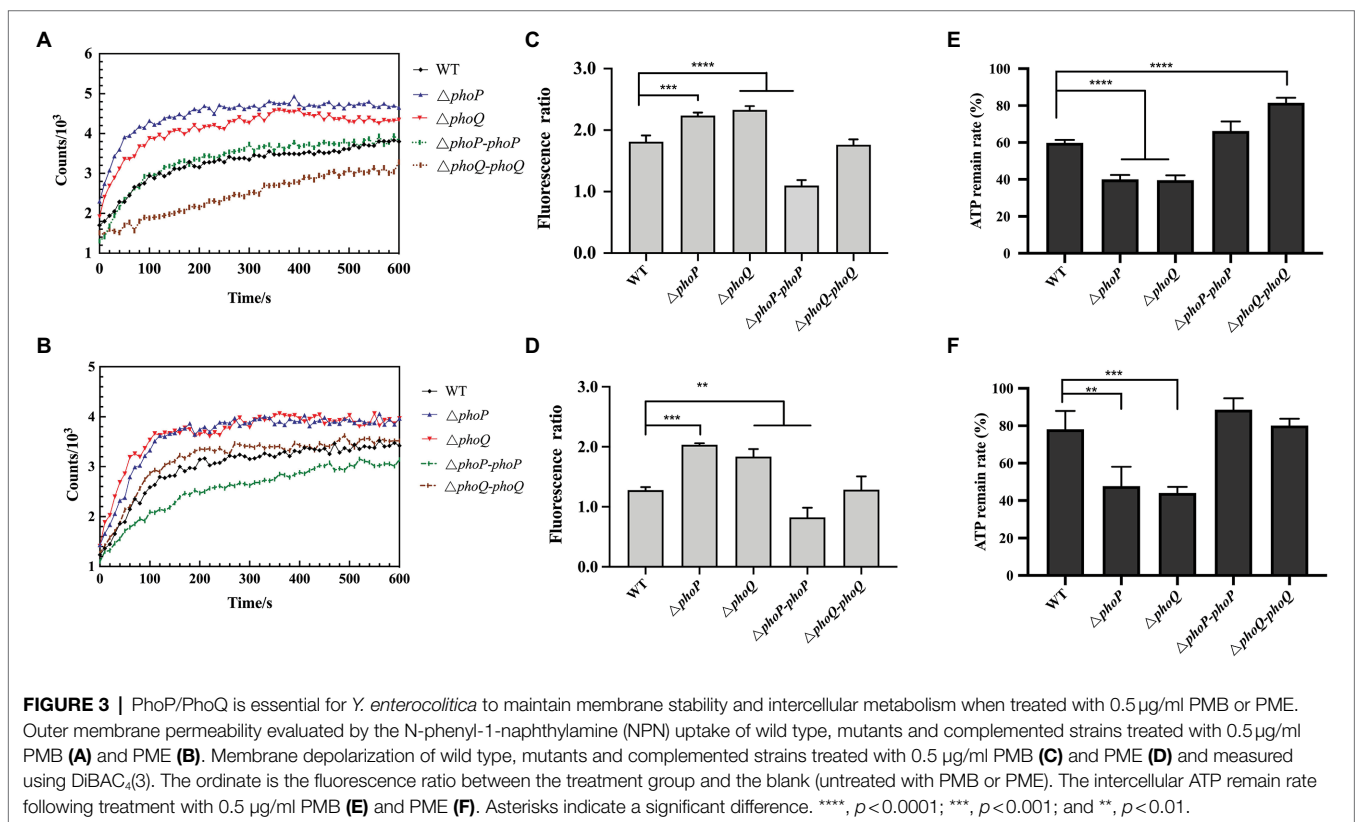 A
6
5
4
3
2
1
Counts/10³
0 100 200 300 400 500 600
Time/s
WT
△phoP
△phoQ
△phoP-phoP
△phoQ-phoQ
B
5
4
3
2
1
Counts/10³
0 100 200 300 400 500 600
Time/s
WT
△phoP
△phoQ
△phoP-phoP
△phoQ-phoQ
C
3.0
2.0
1.0
0.0
Fluorescence ratio
****
***
WT △phoP △phoQ △phoP-phoP △phoQ-phoQ
D
3.0
2.0
1.0
0.0
Fluorescence ratio
**
***
WT △phoP △phoQ △phoP-phoP △phoQ-phoQ
E
100
80
60
40
20
0
ATP remain rate (%)
****
****
WT △phoP △phoQ △phoP-phoP △phoQ-phoQ
F
100
80
60
40
20
0
ATP remain rate (%)
***
**
WT △phoP △phoQ △phoP-phoP △phoQ-phoQ
FIGURE 3 | PhoP/PhoQ is essential for Y. enterocolitica to maintain membrane stability and intercellular metabolism when treated with 0.5 µg/ml PMB or PME.
Outer membrane permeability evaluated by the N-phenyl-1-naphthylamine (NPN) uptake of wild type, mutants and complemented strains treated with 0.5 µg/ml
PMB (A) and PME (B). Membrane depolarization of wild type, mutants and complemented strains treated with 0.5 µg/ml PMB (C) and PME (D) and measured
using DiBAC₄(3). The ordinate is the fluorescence ratio between the treatment group and the blank (untreated with PMB or PME). The intercellular ATP remain rate
following treatment with 0.5 µg/ml PMB (E) and PME (F). Asterisks indicate a significant difference. ****, p < 0.0001; ***, p < 0.001; and **, p < 0.01.